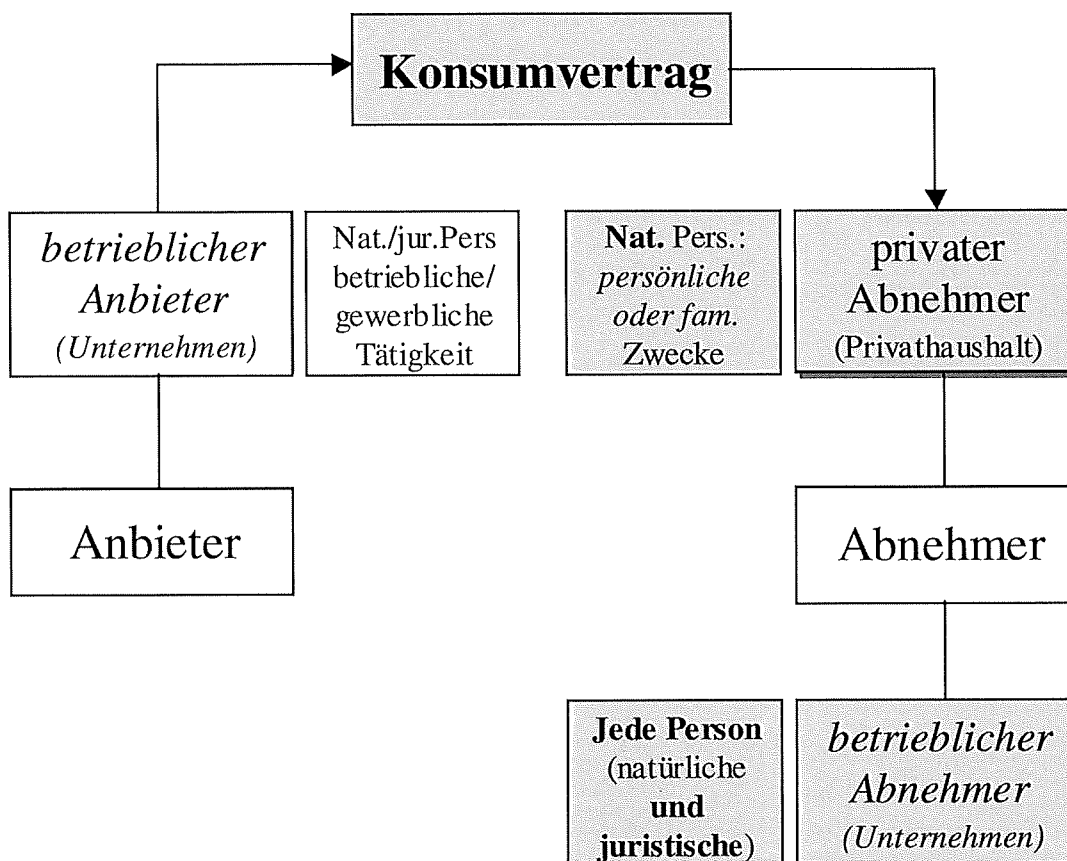 Konsumvertrag
betrieblicher
Anbieter
(Unternehmen)
Nat./jur.Pers
betriebliche/
gewerbliche
Tätigkeit
Nat. Pers.:
persönliche
oder fam.
Zwecke
privater
Abnehmer
(Privathaushalt)
Anbieter
Abnehmer
Jede Person
(natürliche
und
juristische)
betrieblicher
Abnehmer
(Unternehmen)